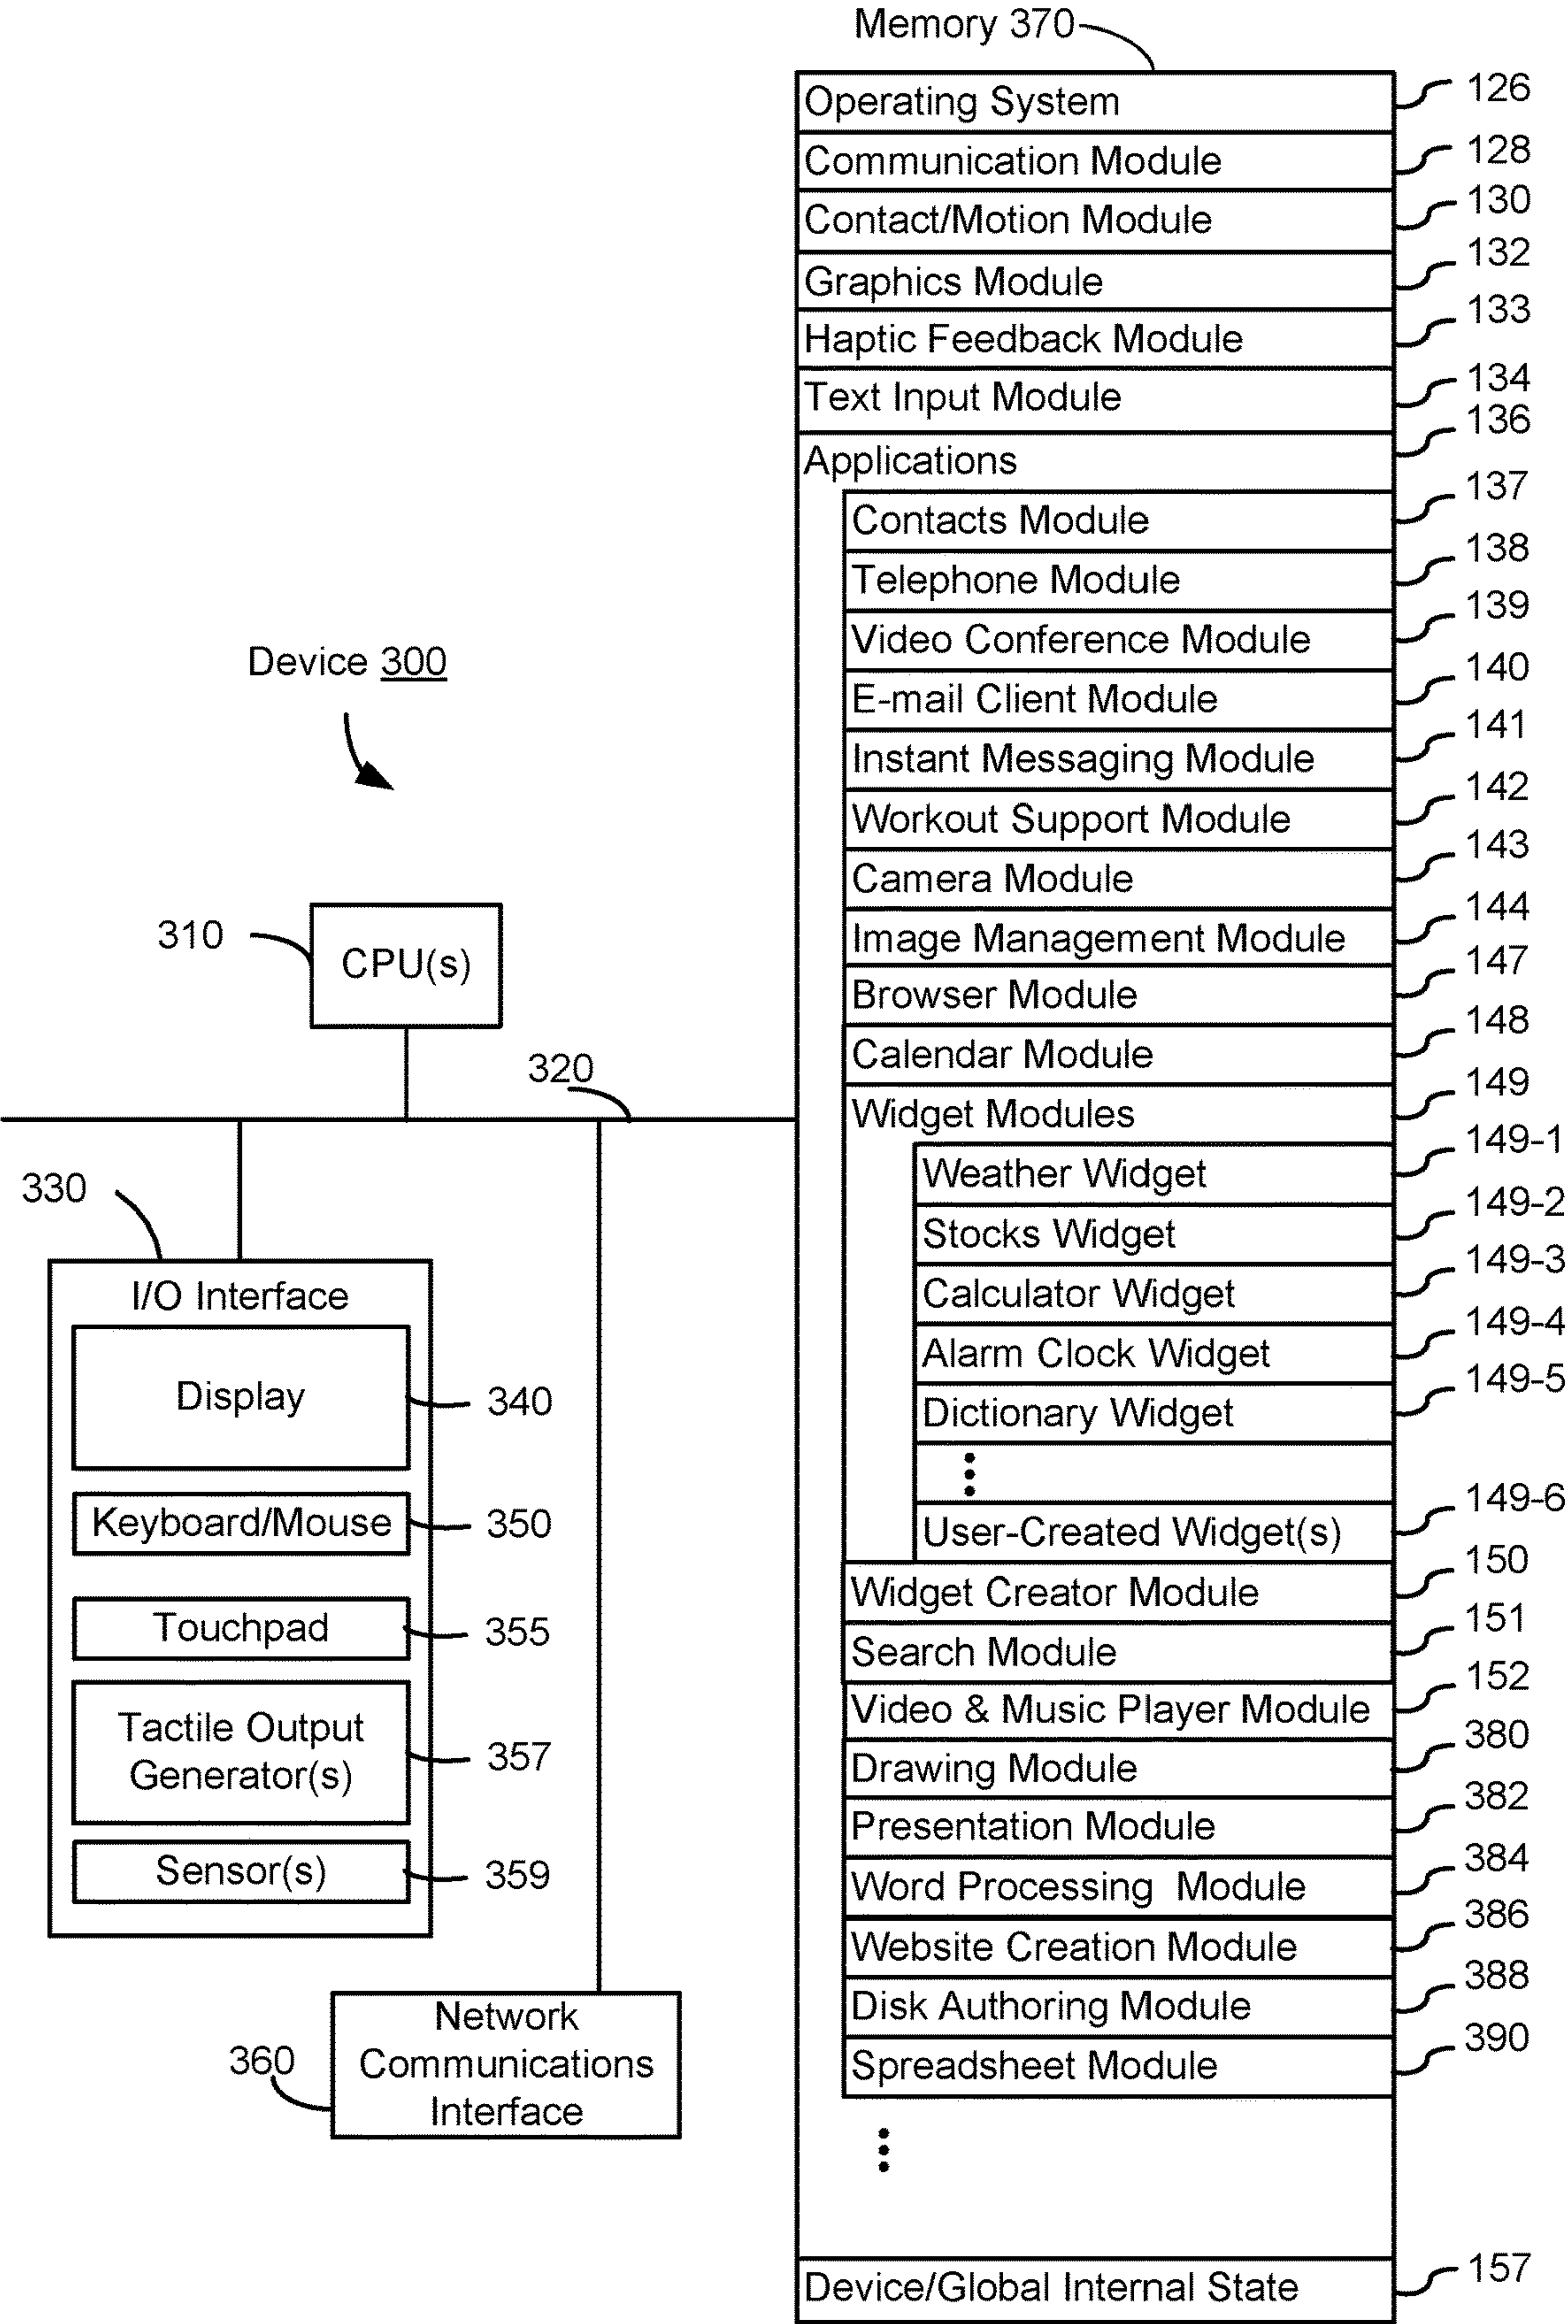 Memory 370
Operating System 126
Communication Module 128
Contact/Motion Module 130
Graphics Module 132
Haptic Feedback Module 133
Text Input Module 134
Applications 136
Contacts Module 137
Telephone Module 138
Video Conference Module 139
E-mail Client Module 140
Instant Messaging Module 141
Workout Support Module 142
Camera Module 143
Image Management Module 144
Browser Module 147
Calendar Module 148
Widget Modules 149
Weather Widget 149-1
Stocks Widget 149-2
Calculator Widget 149-3
Alarm Clock Widget 149-4
Dictionary Widget 149-5
User-Created Widget(s) 149-6
Widget Creator Module 150
Search Module 151
Video & Music Player Module 152
Drawing Module 380
Presentation Module 382
Word Processing Module 384
Website Creation Module 386
Disk Authoring Module 388
Spreadsheet Module 390
Device/Global Internal State 157
Device 300
310
CPU(s)
320
330
I/O Interface
Display 340
Keyboard/Mouse 350
Touchpad 355
Tactile Output
Generator(s) 357
Sensor(s) 359
360
Network
Communications
Interface